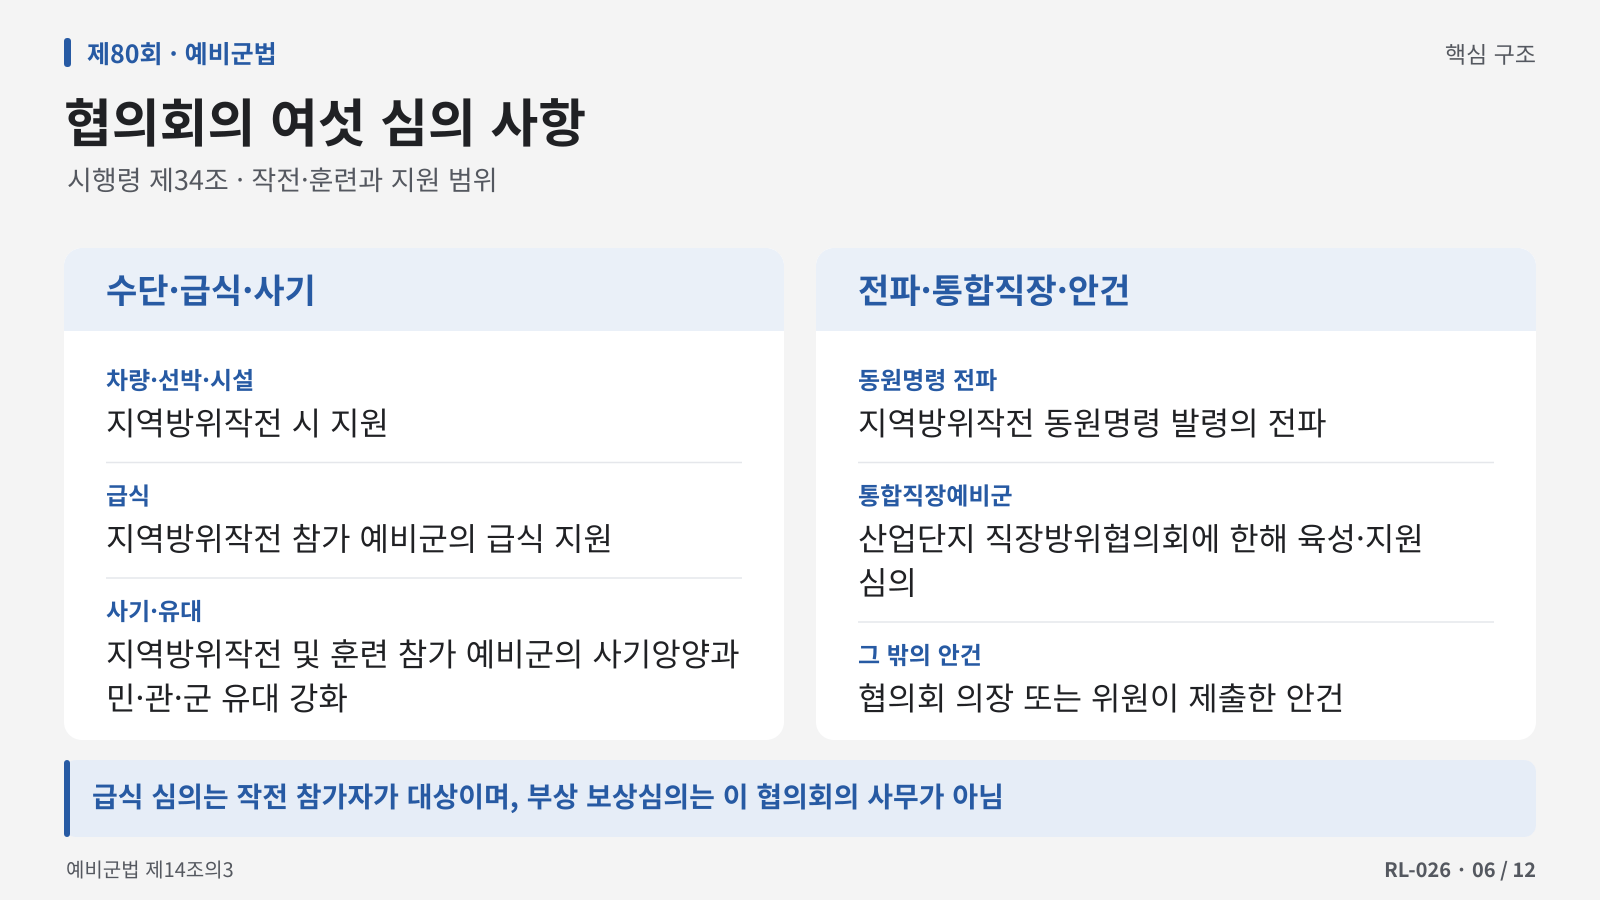 제80회 · 예비군법
핵심 구조
협의회의 여섯 심의 사항
시행령 제34조 · 작전·훈련과 지원 범위
수단·급식·사기
차량·선박·시설
지역방위작전 시 지원
급식
지역방위작전 참가 예비군의 급식 지원
사기·유대
지역방위작전 및 훈련 참가 예비군의 사기앙양과
민·관·군 유대 강화
전파·통합직장·안건
동원명령 전파
지역방위작전 동원명령 발령의 전파
통합직장예비군
산업단지 직장방위협의회에 한해 육성·지원
심의
그 밖의 안건
협의회 의장 또는 위원이 제출한 안건
급식 심의는 작전 참가자가 대상이며, 부상 보상심의는 이 협의회의 사무가 아님
예비군법 제14조의3
RL-026 · 06 / 12